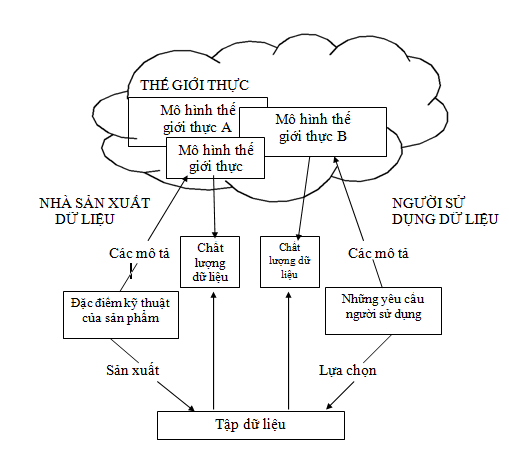 THẾ GIỚI THỰC
Mô hình thế
giới thực A
Mô hình thế
giới thực B
Mô hình thế
giới thực
NHÀ SẢN XUẤT
DỮ LIỆU
NGƯỜI SỬ
DỤNG DỮ LIỆU
Các mô tả
Chất
lượng
dữ liệu
Chất
lượng dữ
liệu
Các mô tả
Đặc điểm kỹ thuật
của sản phẩm
Những yêu cầu
người sử dụng
Sản xuất
Lựa chọn
Tập dữ liệu